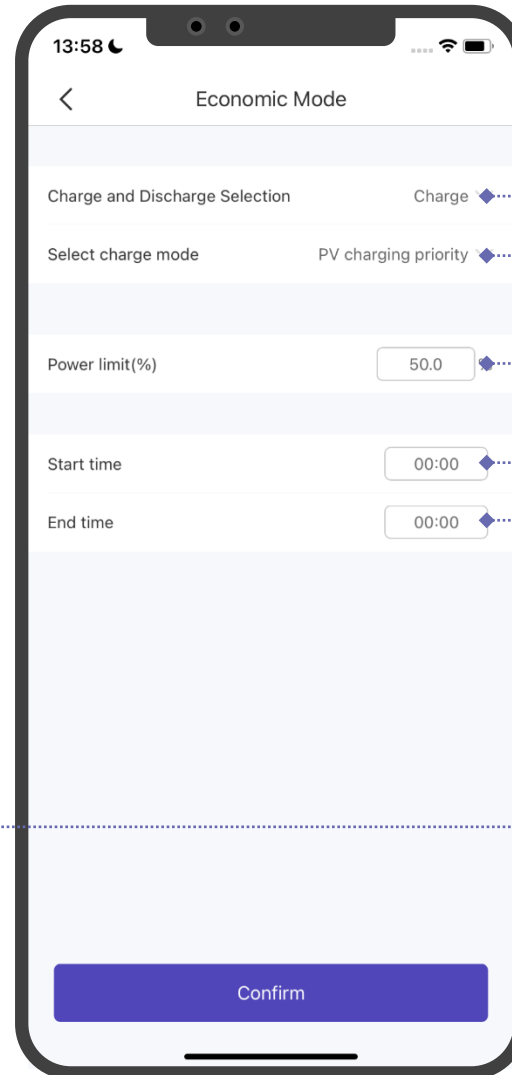 13:58
Economic Mode
Charge and Discharge Selection Charge
Select charge mode PV charging priority
Power limit(%) 50.0
Start time 00:00
End time 00:00
Confirm